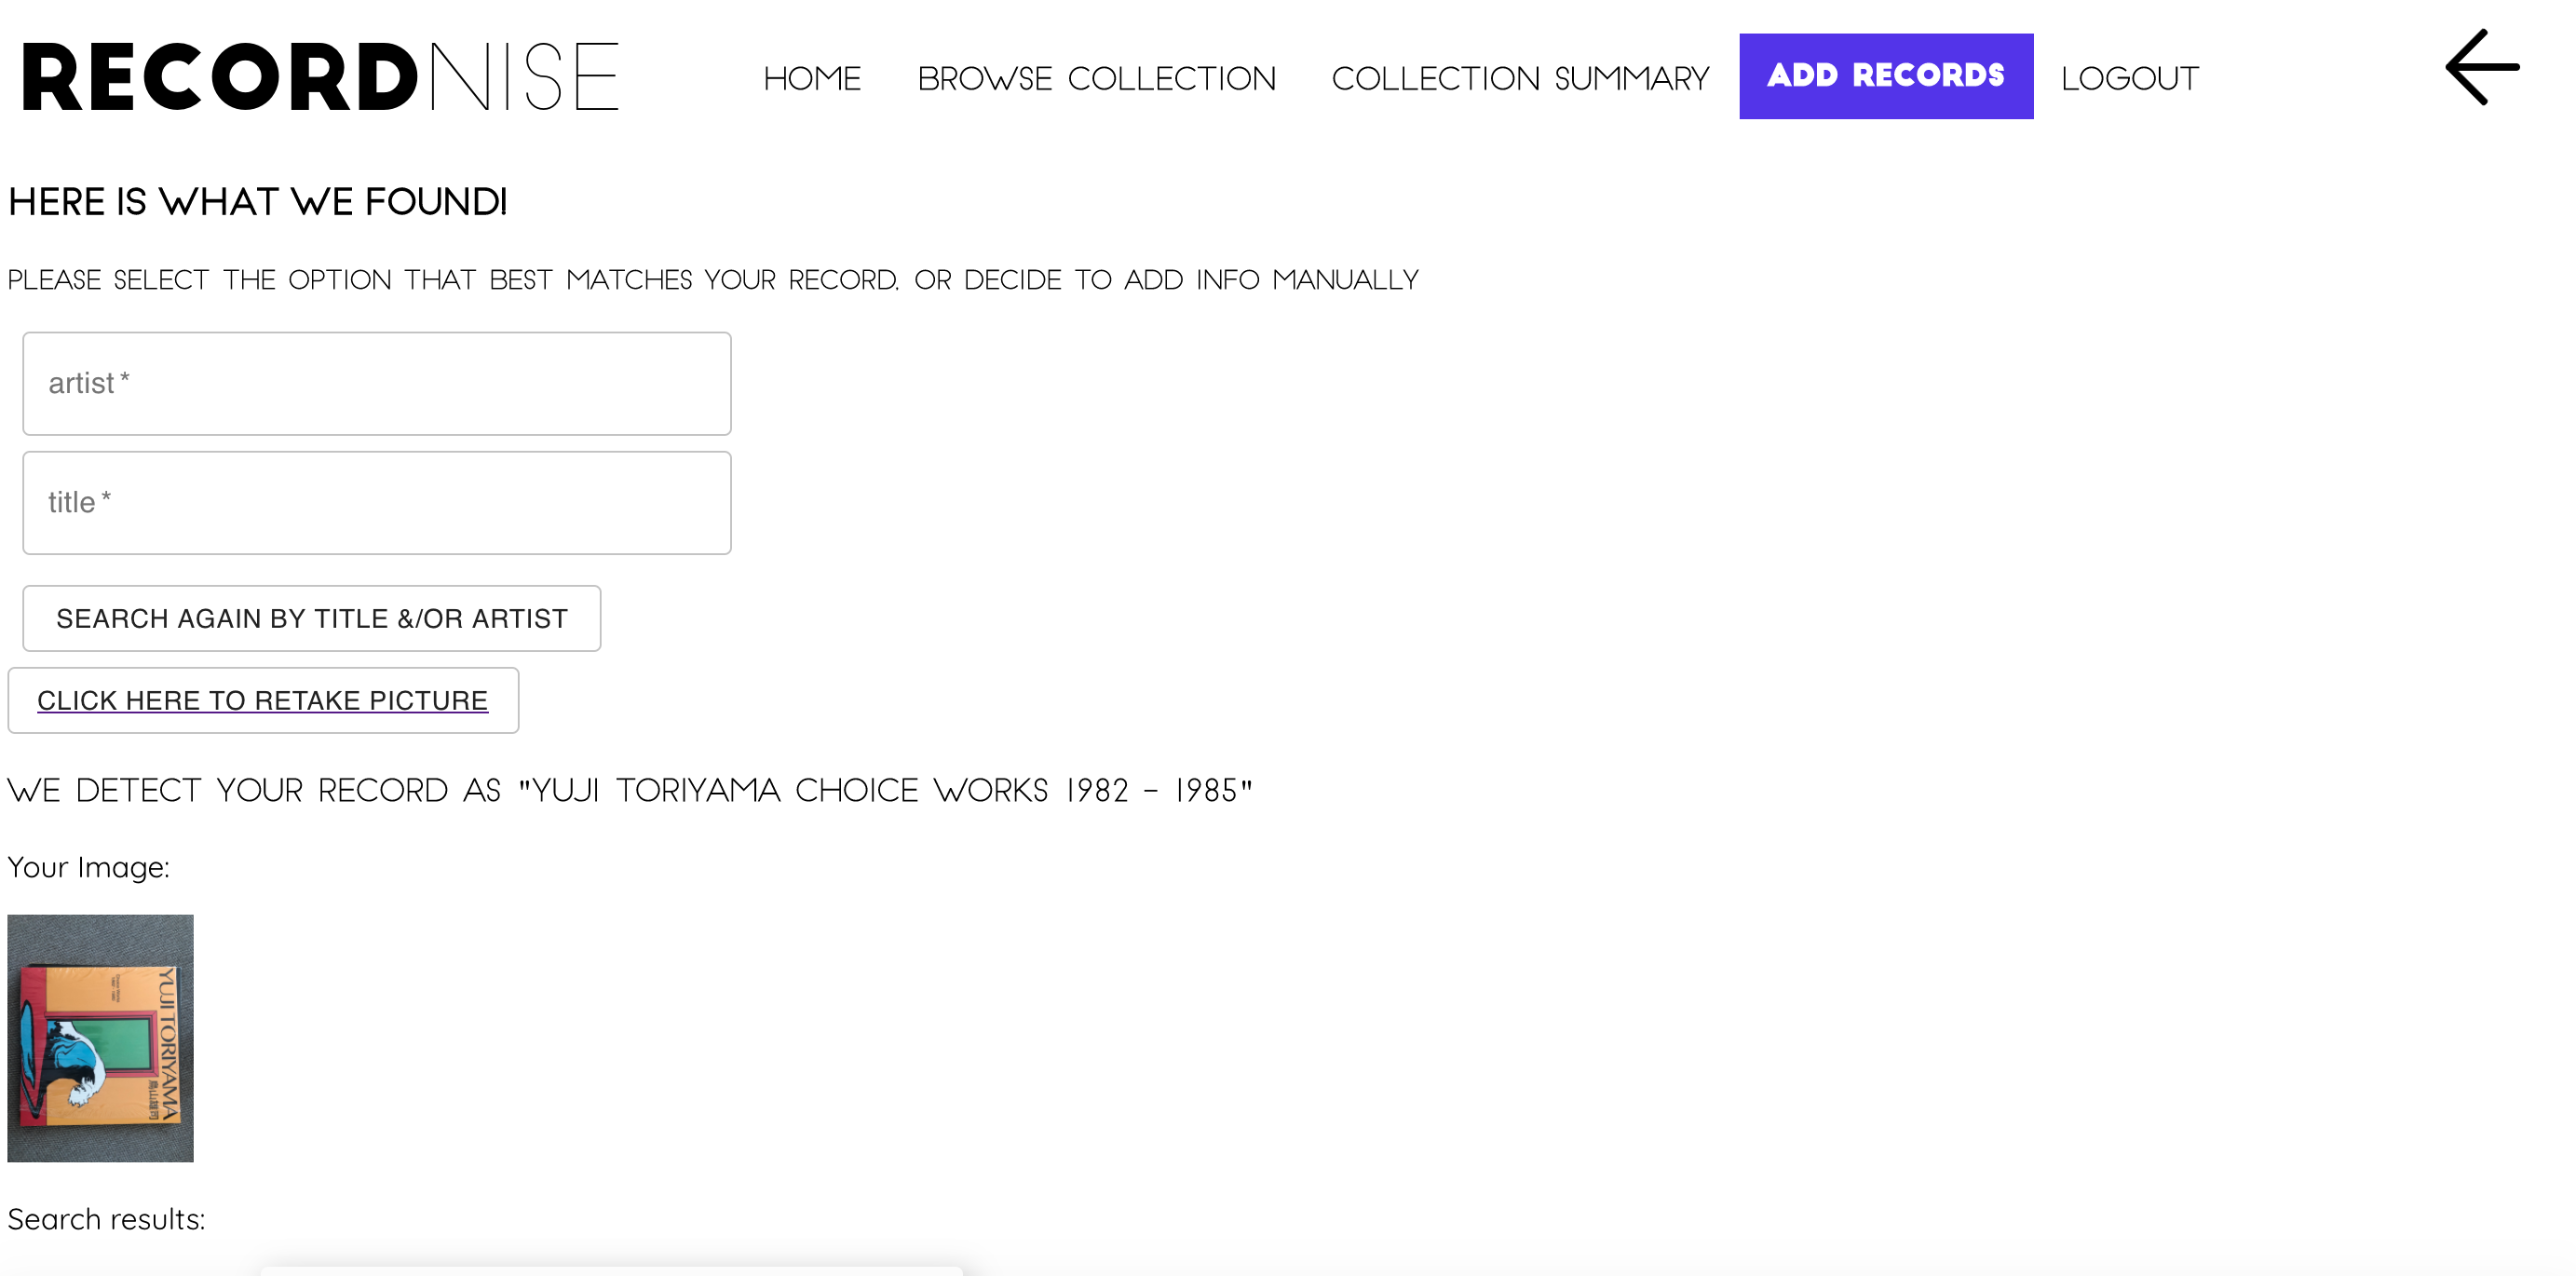 RECORDNISE
HOME BROWSE COLLECTION COLLECTION SUMMARY ADD RECORDS LOGOUT
HERE IS WHAT WE FOUND!
PLEASE SELECT THE OPTION THAT BEST MATCHES YOUR RECORD, OR DECIDE TO ADD INFO MANUALLY
artist *
title *
SEARCH AGAIN BY TITLE &/OR ARTIST
CLICK HERE TO RETAKE PICTURE
WE DETECT YOUR RECORD AS "YUJI TORIYAMA CHOICE WORKS 1982 - 1985"
Your Image:
YUJI TORIYAMA
Search results: